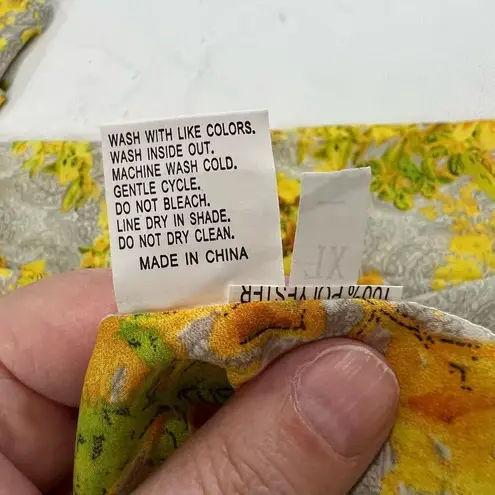 WASH WITH LIKE COLORS.
WASH INSIDE OUT.
MACHINE WASH COLD.
GENTLE CYCLE.
DO NOT BLEACH.
LINE DRY IN SHADE.
DO NOT DRY CLEAN.
MADE IN CHINA
XL
100% POLYESTER